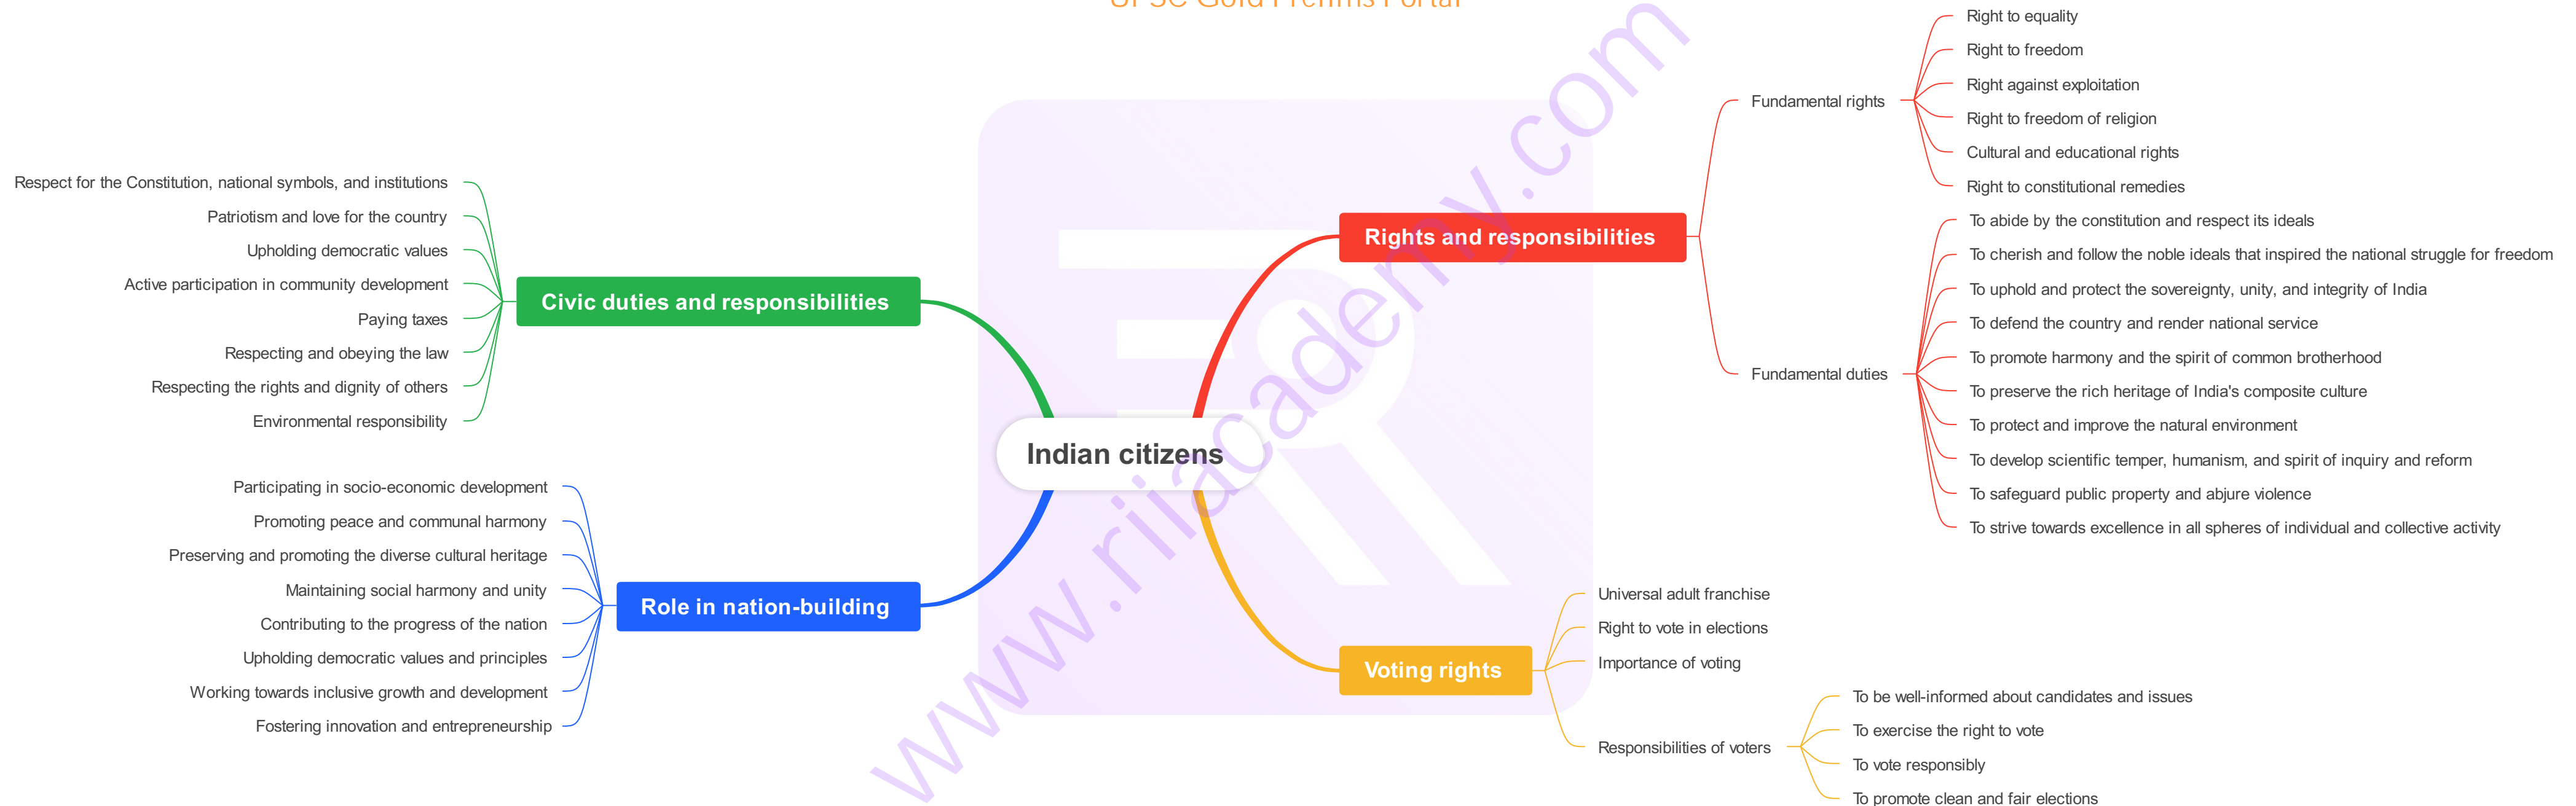 UPSC Gold Prelims Portal
Indian citizens
Rights and responsibilities
Fundamental rights
Right to equality
Right to freedom
Right against exploitation
Right to freedom of religion
Cultural and educational rights
Right to constitutional remedies
Fundamental duties
To abide by the constitution and respect its ideals
To cherish and follow the noble ideals that inspired the national struggle for freedom
To uphold and protect the sovereignty, unity, and integrity of India
To defend the country and render national service
To promote harmony and the spirit of common brotherhood
To preserve the rich heritage of India's composite culture
To protect and improve the natural environment
To develop scientific temper, humanism, and spirit of inquiry and reform
To safeguard public property and abjure violence
To strive towards excellence in all spheres of individual and collective activity
Voting rights
Universal adult franchise
Right to vote in elections
Importance of voting
Responsibilities of voters
To be well-informed about candidates and issues
To exercise the right to vote
To vote responsibly
To promote clean and fair elections
Civic duties and responsibilities
Respect for the Constitution, national symbols, and institutions
Patriotism and love for the country
Upholding democratic values
Active participation in community development
Paying taxes
Respecting and obeying the law
Respecting the rights and dignity of others
Environmental responsibility
Role in nation-building
Participating in socio-economic development
Promoting peace and communal harmony
Preserving and promoting the diverse cultural heritage
Maintaining social harmony and unity
Contributing to the progress of the nation
Upholding democratic values and principles
Working towards inclusive growth and development
Fostering innovation and entrepreneurship